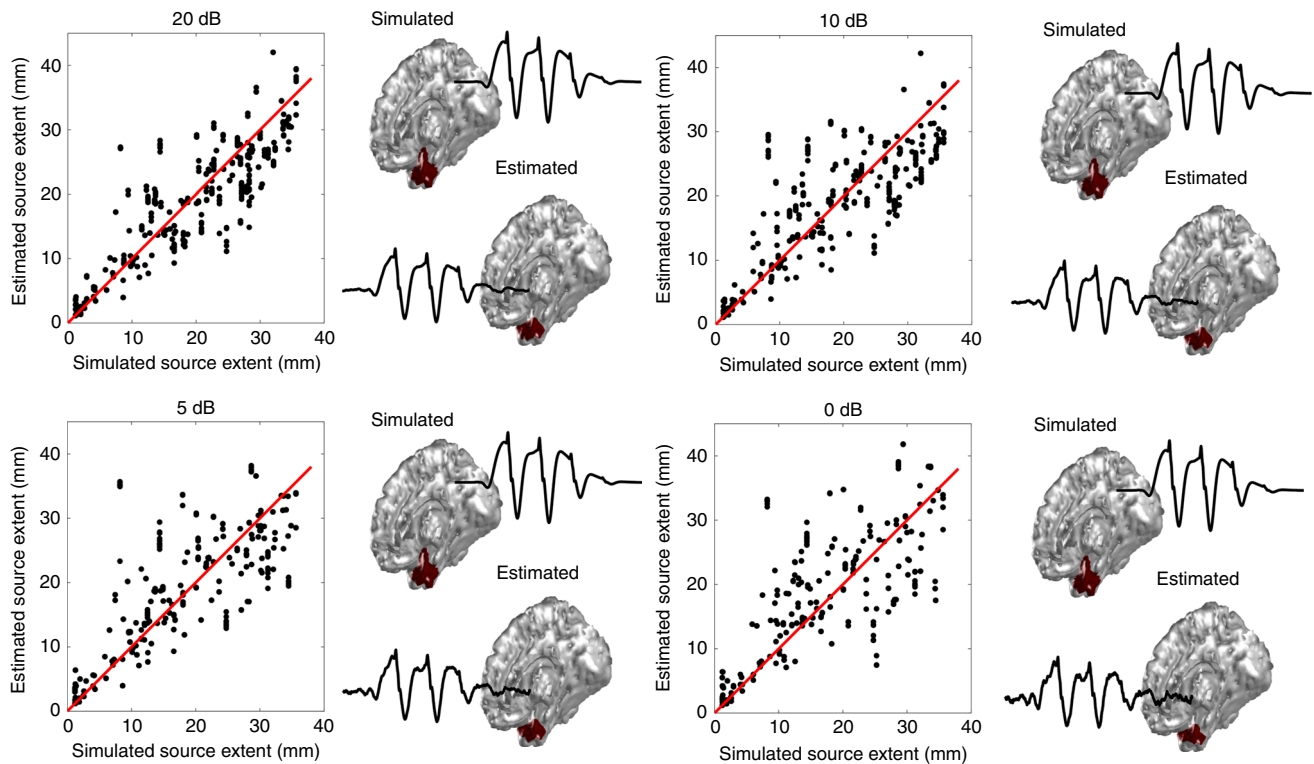 20 dB
Estimated source extent (mm)
40
30
20
10
0
0 10 20 30 40
Simulated source extent (mm)
Simulated
Estimated
10 dB
Estimated source extent (mm)
40
30
20
10
0
0 10 20 30 40
Simulated source extent (mm)
Simulated
Estimated
5 dB
Estimated source extent (mm)
40
30
20
10
0
0 10 20 30 40
Simulated source extent (mm)
Simulated
Estimated
0 dB
Estimated source extent (mm)
40
30
20
10
0
0 10 20 30 40
Simulated source extent (mm)
Simulated
Estimated